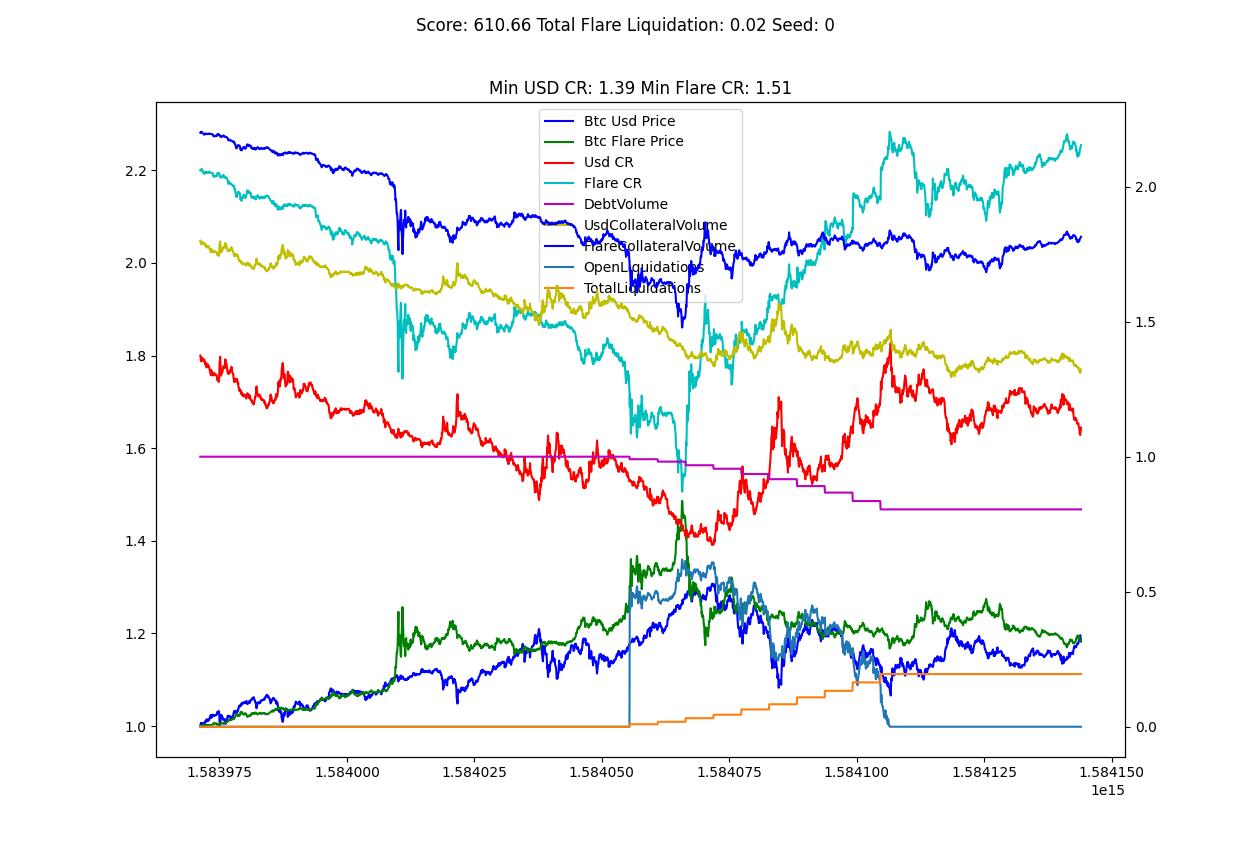 Score: 610.66 Total Flare Liquidation: 0.02 Seed: 0
Min USD CR: 1.39 Min Flare CR: 1.51
Btc Usd Price
Btc Flare Price
Usd CR
Flare CR
DebtVolume
UsdCollateralVolume
FlareCollateralVolume
OpenLiquidations
TotalLiquidations
2.2
2.0
1.8
1.6
1.4
1.2
1.0
2.0
1.5
1.0
0.5
0.0
1.583975 1.584000 1.584025 1.584050 1.584075 1.584100 1.584125 1.584150
1e15